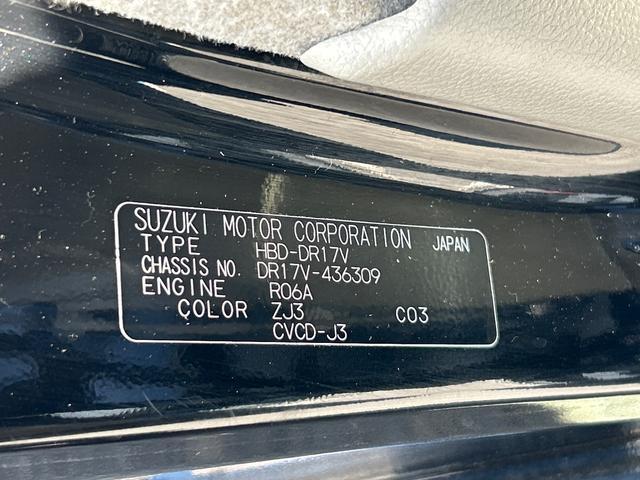 SUZUKI MOTOR CORPORATION JAPAN
TYPE HBD-DR17V
CHASSIS NO. DR17V-436309
ENGINE R06A
COLOR ZJ3 C03
CVCD-J3